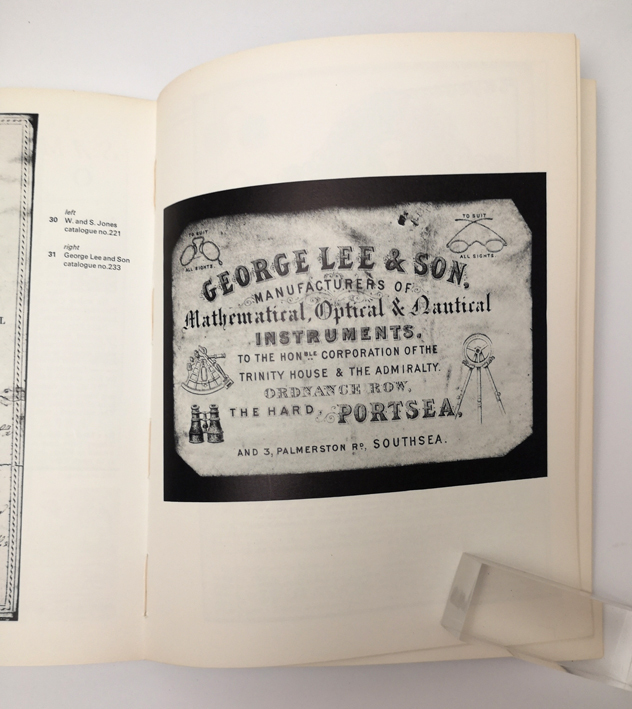 left
30 W. and S. Jones
catalogue no.221
right
31 George Lee and Son
catalogue no.233
L
TO SUIT
ALL SIGHTS.
TO SUIT
ALL SIGHTS
GEORGE LEE & SON,
MANUFACTURERS OF
Mathematical, Optical & Nautical
INSTRUMENTS.
TO THE HONBLE CORPORATION OF THE
TRINITY HOUSE & THE ADMIRALTY.
ORDNANCE ROW,
THE HARD, PORTSEA,
AND 3, PALMERSTON RD, SOUTHSEA.